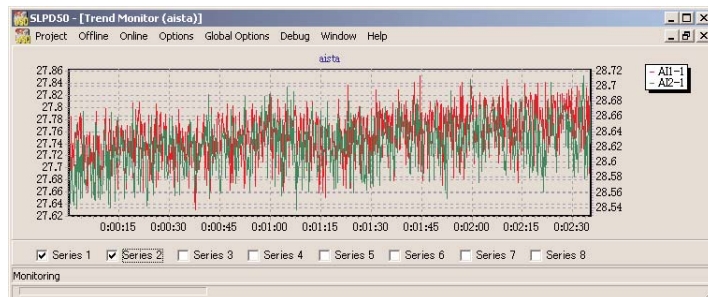 SLPD50 - [Trend Monitor (aista)]
Project Offline Online Options Global Options Debug Window Help
aista
27.86
27.84
27.82
27.8
27.78
27.76
27.74
27.72
27.7
27.68
27.66
27.64
27.62
28.72
28.7
28.68
28.66
28.64
28.62
28.6
28.58
28.56
28.54
AI1-1
AI2-1
0:00:15 0:00:30 0:00:45 0:01:00 0:01:15 0:01:30 0:01:45 0:02:00 0:02:15 0:02:30
Series 1 Series 2 Series 3 Series 4 Series 5 Series 6 Series 7 Series 8
Monitoring